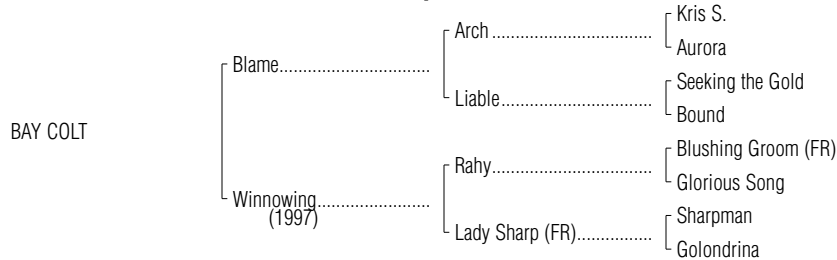 Kris S.
Arch
Aurora
Blame
Seeking the Gold
Liable
Bound
BAY COLT
Blushing Groom (FR)
Rahy
Glorious Song
Winnowing
(1997)
Sharpman
Lady Sharp (FR)
Golondrina